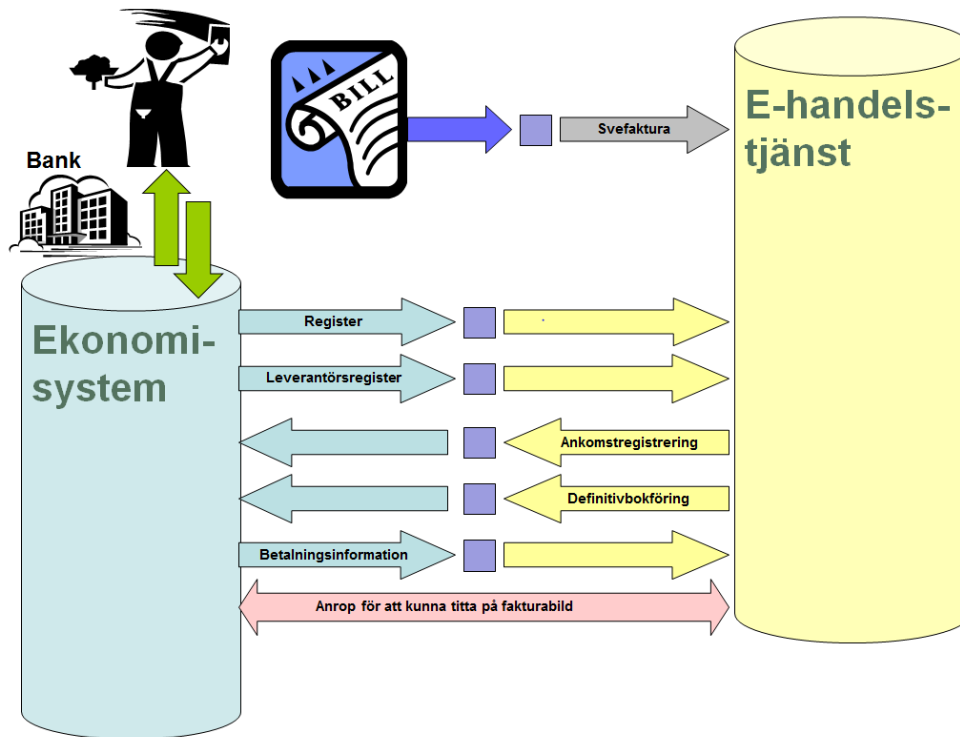 BILL
Svefaktura
E-handels-
tjänst
Bank
Ekonomi-
system
Register
Leverantörsregister
Ankomstregistrering
Definitivbokföring
Betalningsinformation
Anrop för att kunna titta på fakturabild